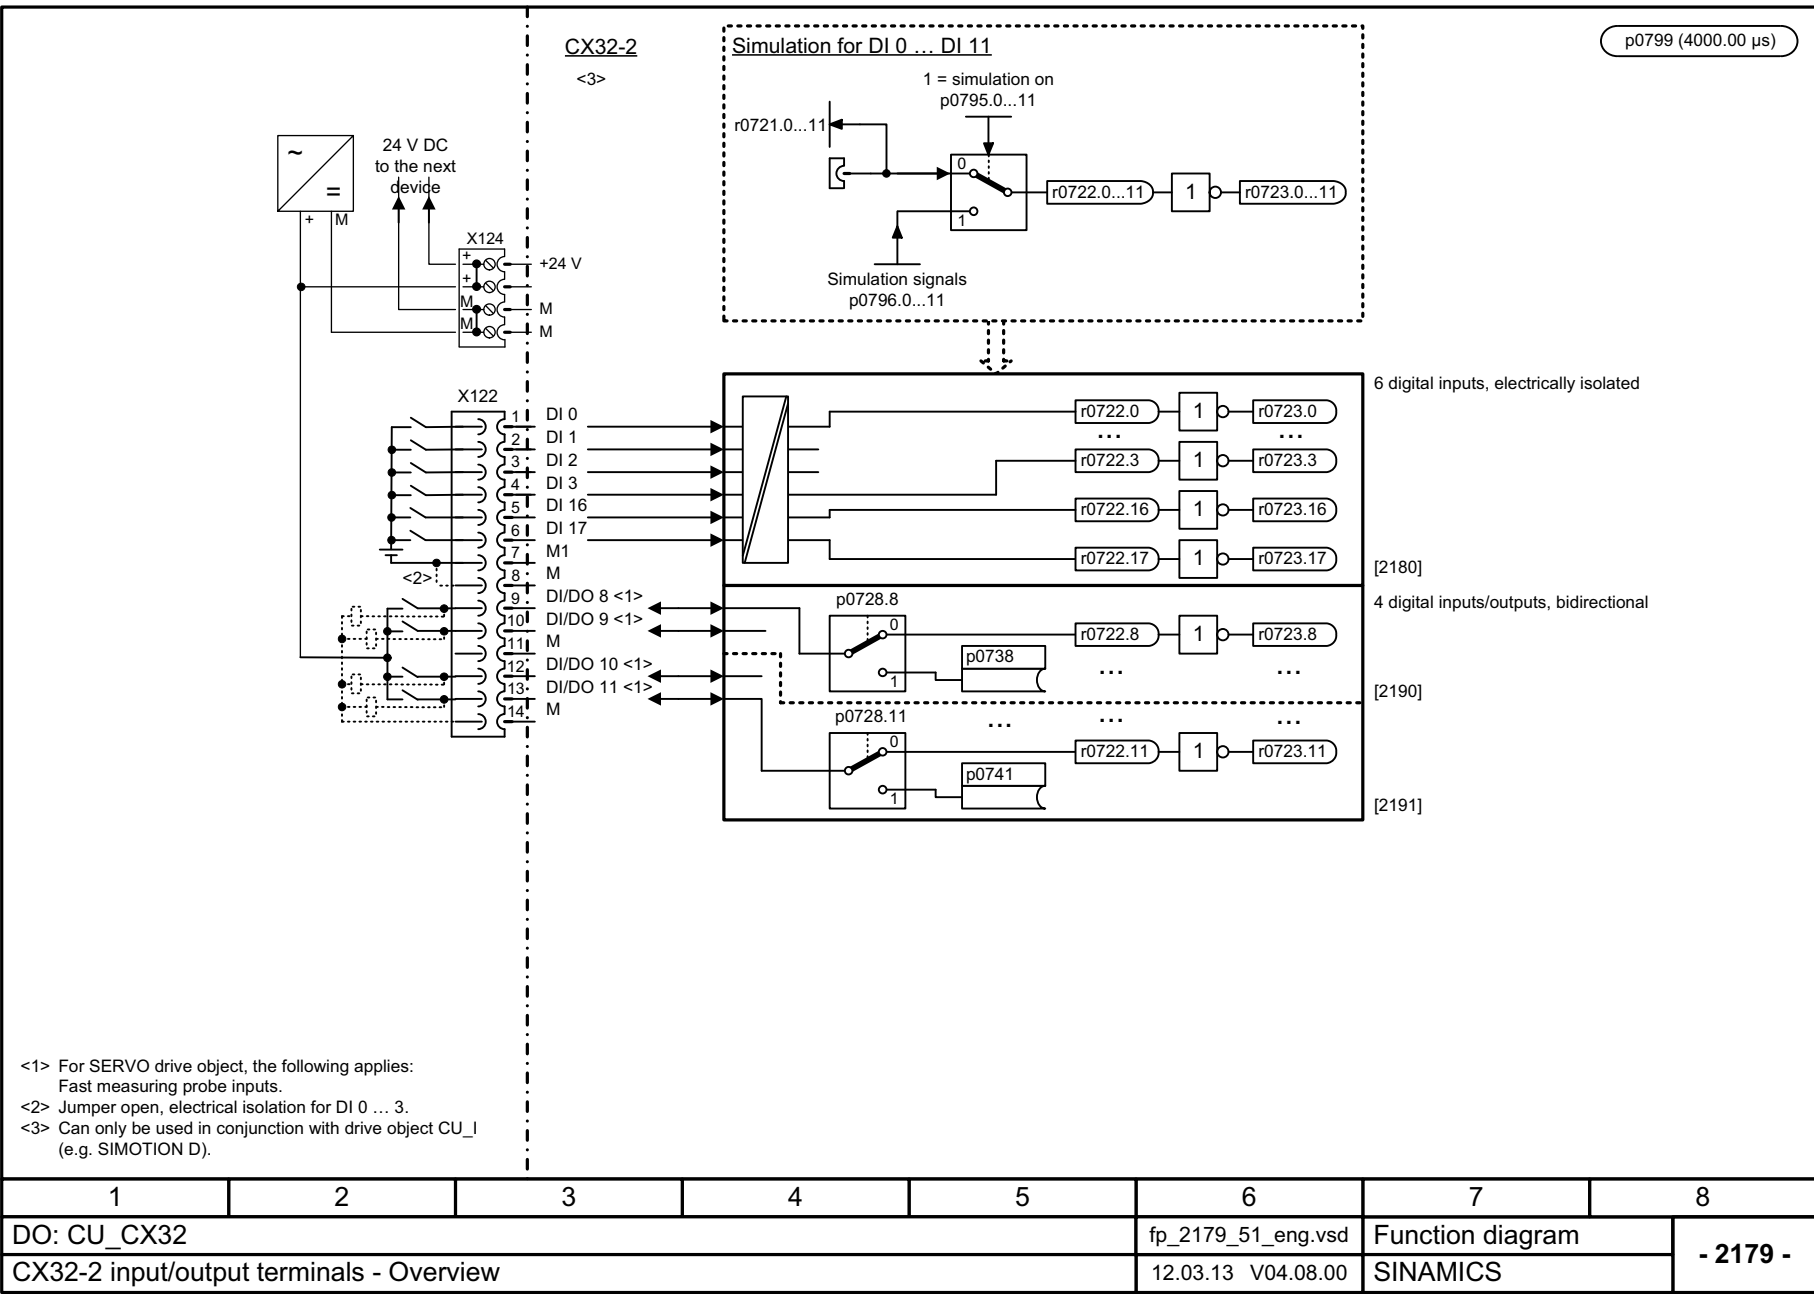 CX32-2
<3>
Simulation for DI 0 … DI 11
p0799 (4000.00 µs)
1 = simulation on
p0795.0...11
r0721.0...11
0
1
r0722.0...11
1
r0723.0...11
Simulation signals
p0796.0...11
~
=
+
M
24 V DC
to the next
device
X124
+
+24 V
+
M
M
M
M
X122
1 DI 0
2 DI 1
3 DI 2
4 DI 3
5 DI 16
6 DI 17
7 M1
8 M
9 DI/DO 8 <1>
10 DI/DO 9 <1>
11 M
12 DI/DO 10 <1>
13 DI/DO 11 <1>
14 M
<2>
6 digital inputs, electrically isolated
r0722.0 1 r0723.0
... ...
r0722.3 1 r0723.3
r0722.16 1 r0723.16
r0722.17 1 r0723.17
[2180]
4 digital inputs/outputs, bidirectional
p0728.8
0
1
r0722.8 1 r0723.8
p0738
... ...
[2190]
p0728.11
... ... ...
0
1
r0722.11 1 r0723.11
p0741
[2191]
<1> For SERVO drive object, the following applies:
Fast measuring probe inputs.
<2> Jumper open, electrical isolation for DI 0 … 3.
<3> Can only be used in conjunction with drive object CU_I
(e.g. SIMOTION D).
1 2 3 4 5 6 7 8
DO: CU_CX32 fp_2179_51_eng.vsd Function diagram
- 2179 -
CX32-2 input/output terminals - Overview 12.03.13 V04.08.00 SINAMICS